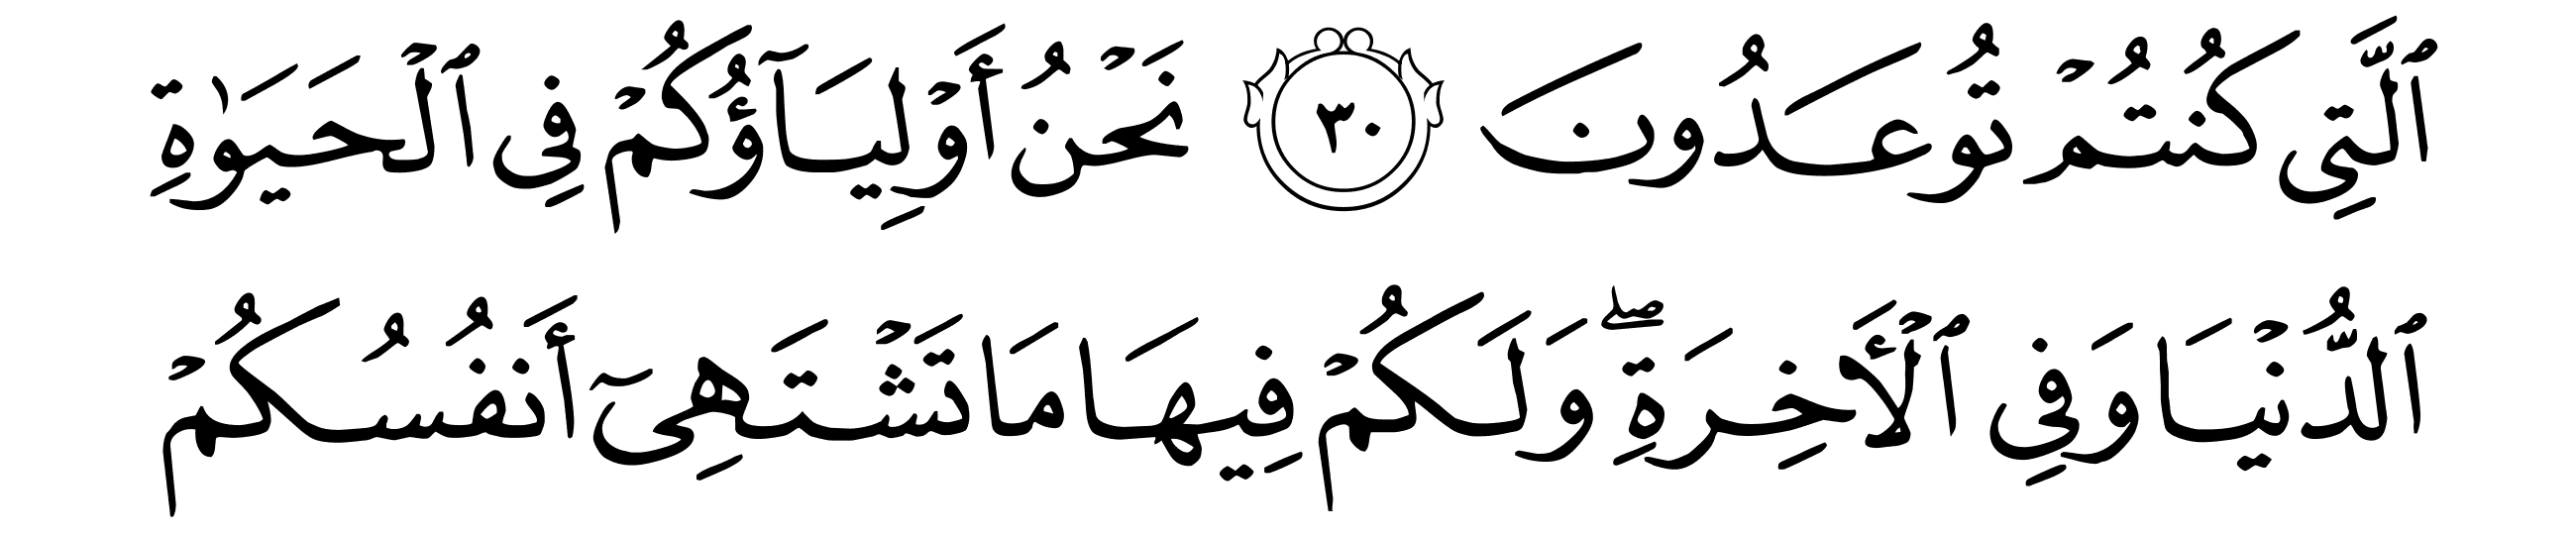 ٱلَّتِى كُنتُمْ تُوعَدُونَ ٣٠ نَحْنُ أَوْلِيَآؤُكُمْ فِى ٱلْحَيَوٰةِ
ٱلدُّنْيَا وَفِى ٱلْأَخِرَةِ ۖ وَلَكُمْ فِيهَا مَا تَشْتَهِىٓ أَنفُسُكُمْ